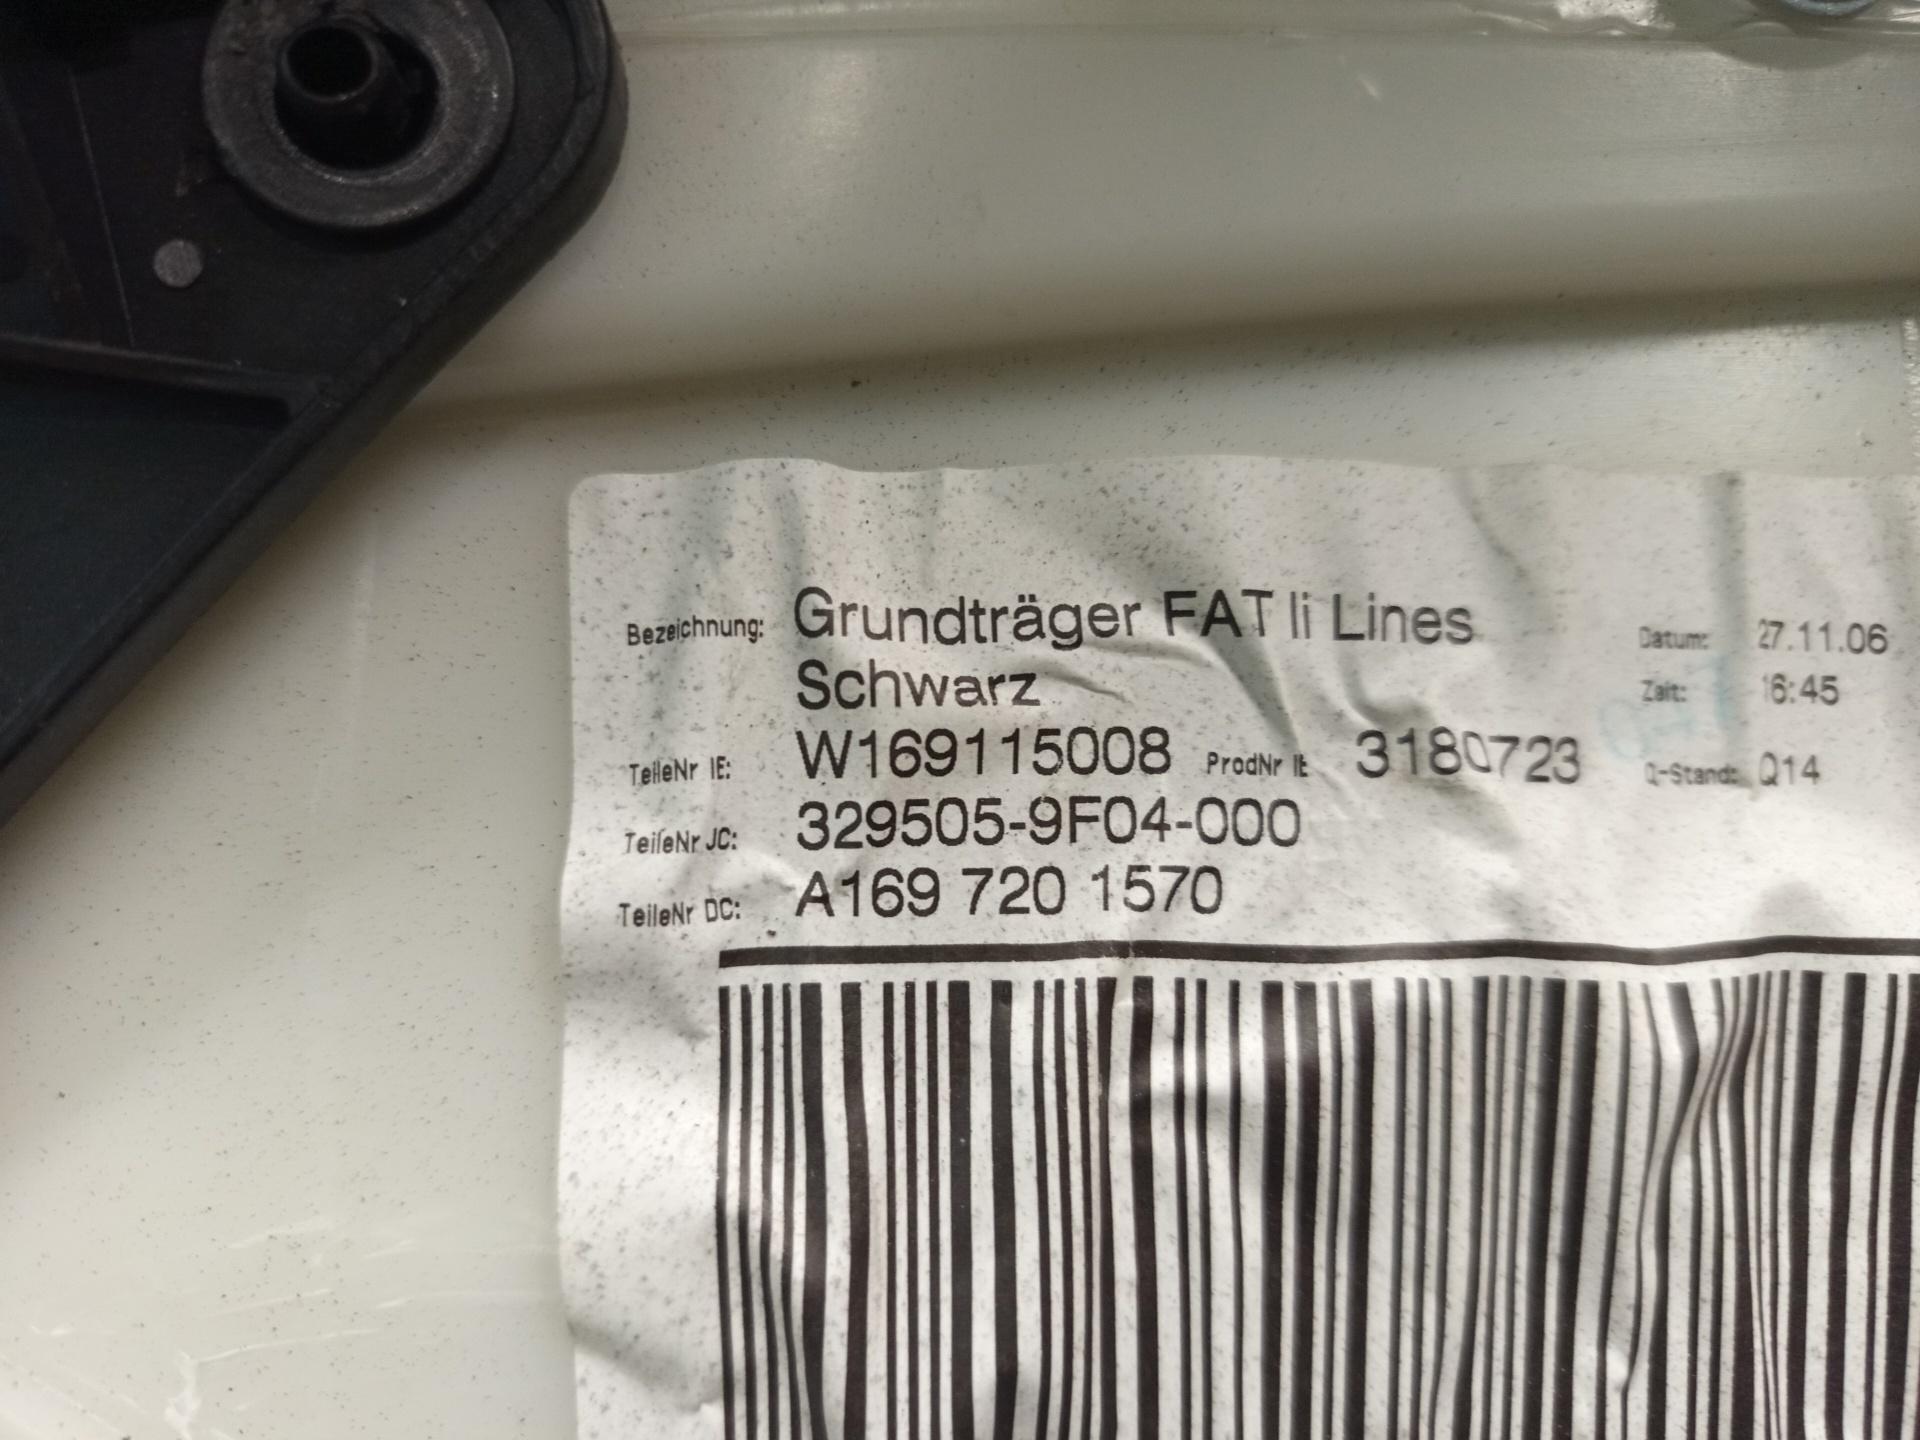 Bezeichnung: Grundträger FAT li Lines
Schwarz
Datum: 27.11.06
Zeit: 16:45
TeileNr IE: W169115008 ProdNr IE 3180723 Q-Stand: Q14
TeileNr JC: 329505-9F04-000
TeileNr DC: A169 720 1570